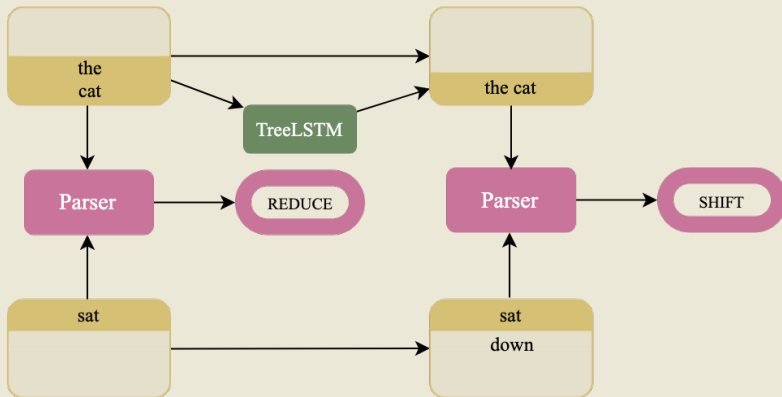 the
cat
the cat
TreeLSTM
Parser
REDUCE
Parser
SHIFT
sat
sat
down